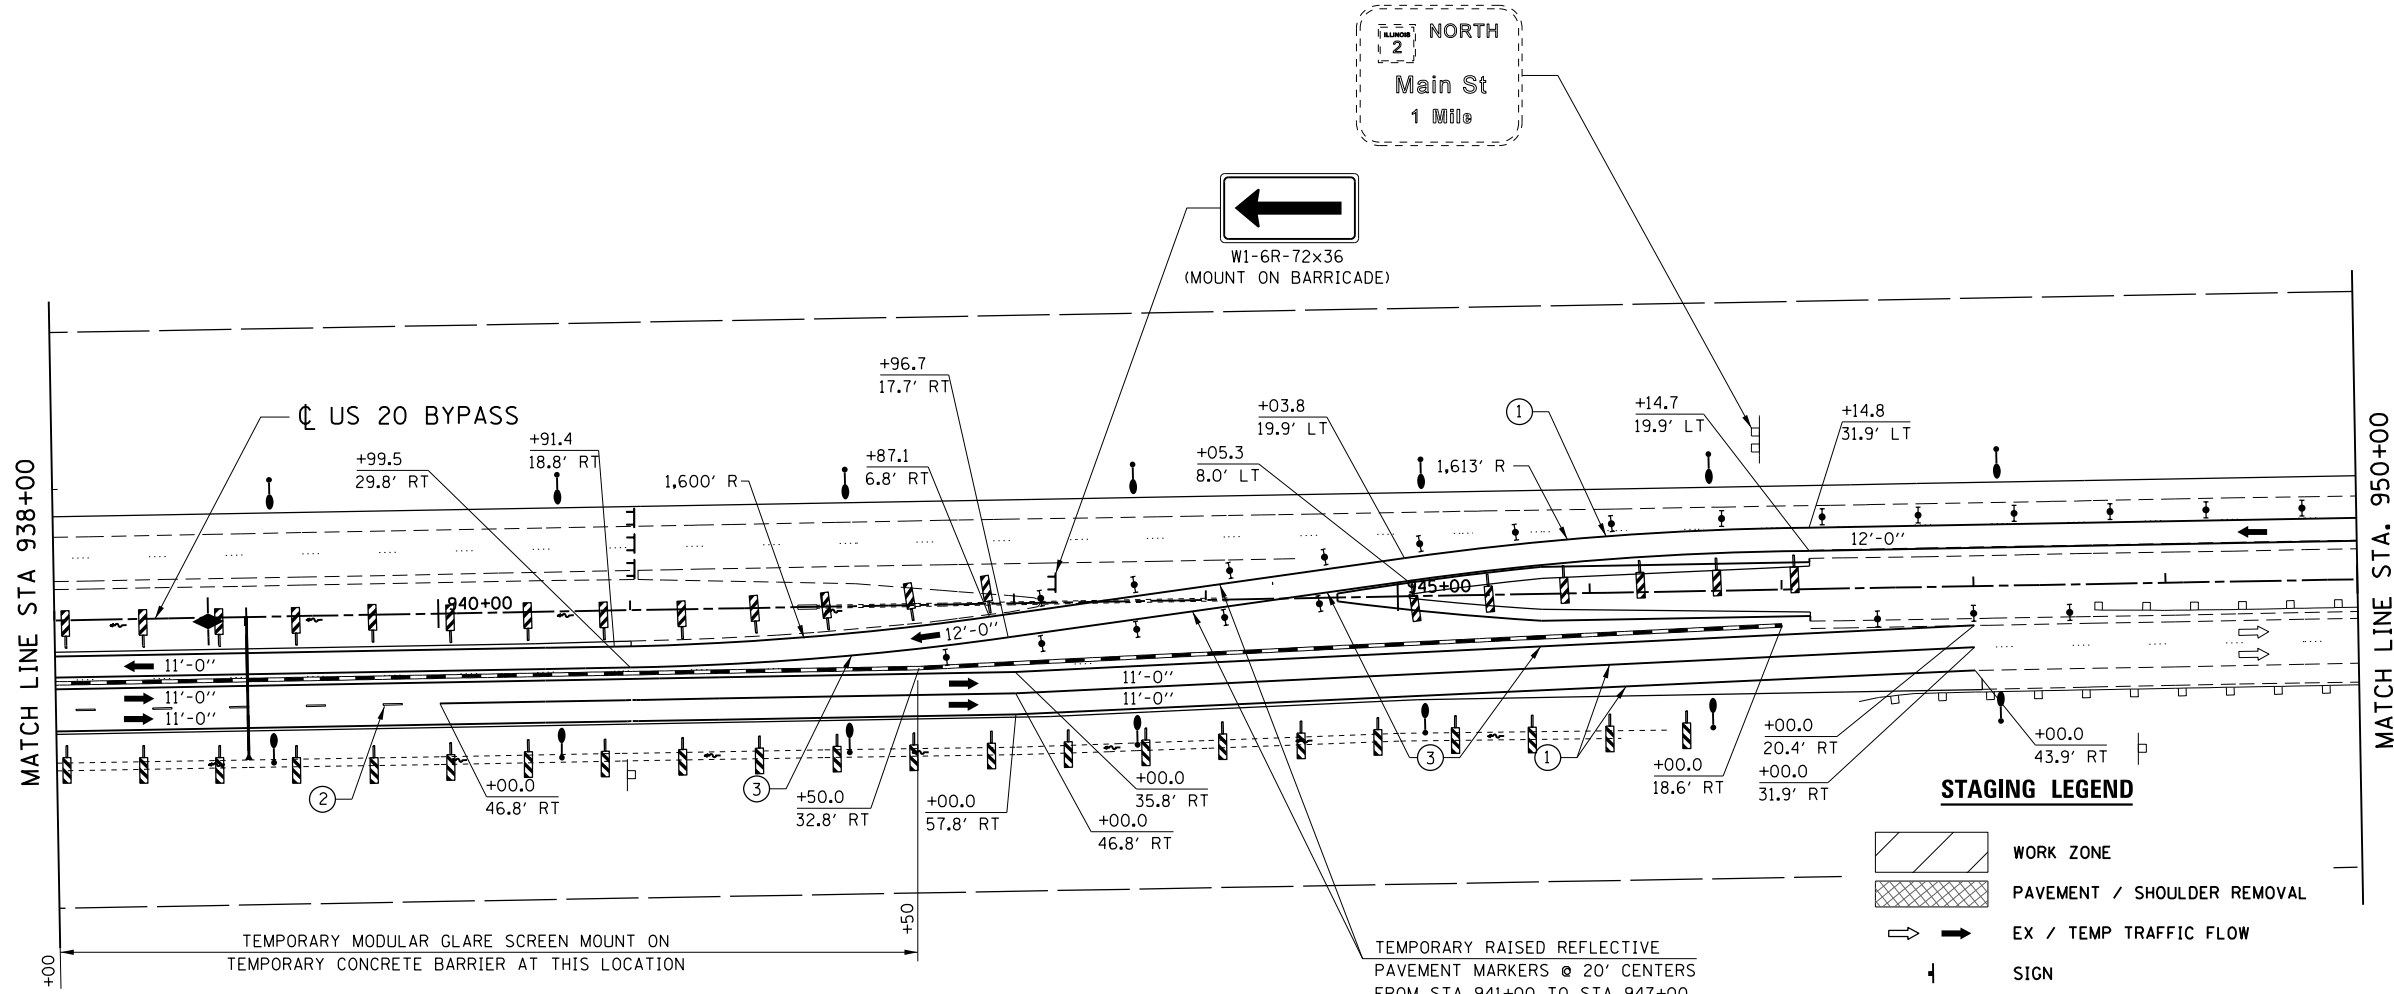 ILLINOIS
2
NORTH
Main St
1 Mile
W1-6R-72x36
(MOUNT ON BARRICADE)
+96.7
17.7' RT
℄ US 20 BYPASS
+99.5
29.8' RT
+91.4
18.8' RT
1,600' R
+87.1
6.8' RT
+05.3
8.0' LT
+03.8
19.9' LT
1,613' R
1
+14.7
19.9' LT
+14.8
31.9' LT
MATCH LINE STA 938+00
MATCH LINE STA. 950+00
12'-0''
940+00
945+00
12'-0''
11'-0''
11'-0''
11'-0''
11'-0''
11'-0''
2
+00.0
46.8' RT
3
+50.0
32.8' RT
+00.0
57.8' RT
+00.0
46.8' RT
+00.0
35.8' RT
3
1
+00.0
18.6' RT
+00.0
20.4' RT
+00.0
31.9' RT
+00.0
43.9' RT
STAGING LEGEND
WORK ZONE
PAVEMENT / SHOULDER REMOVAL
EX / TEMP TRAFFIC FLOW
SIGN
+00
+50
TEMPORARY MODULAR GLARE SCREEN MOUNT ON
TEMPORARY CONCRETE BARRIER AT THIS LOCATION
TEMPORARY RAISED REFLECTIVE
PAVEMENT MARKERS @ 20' CENTERS
FROM STA 941+00 TO STA 947+00